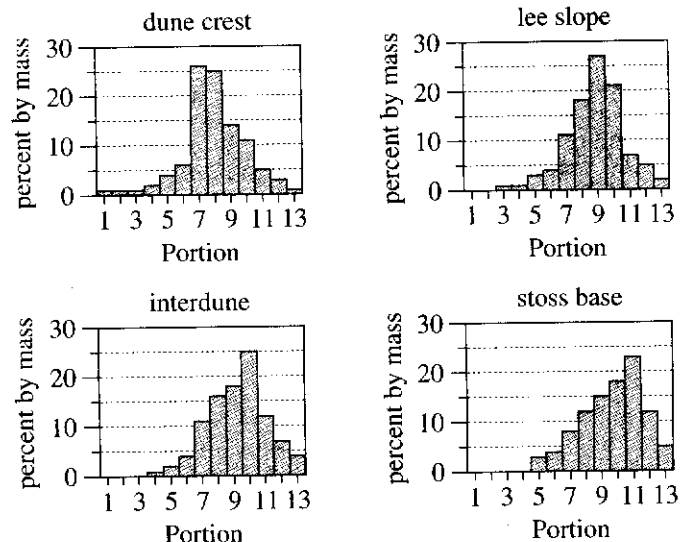 dune crest
percent by mass
30
20
10
0
1 3 5 7 9 11 13
Portion
lee slope
percent by mass
30
20
10
0
1 3 5 7 9 11 13
Portion
interdune
percent by mass
30
20
10
0
1 3 5 7 9 11 13
Portion
stoss base
percent by mass
30
20
10
0
1 3 5 7 9 11 13
Portion